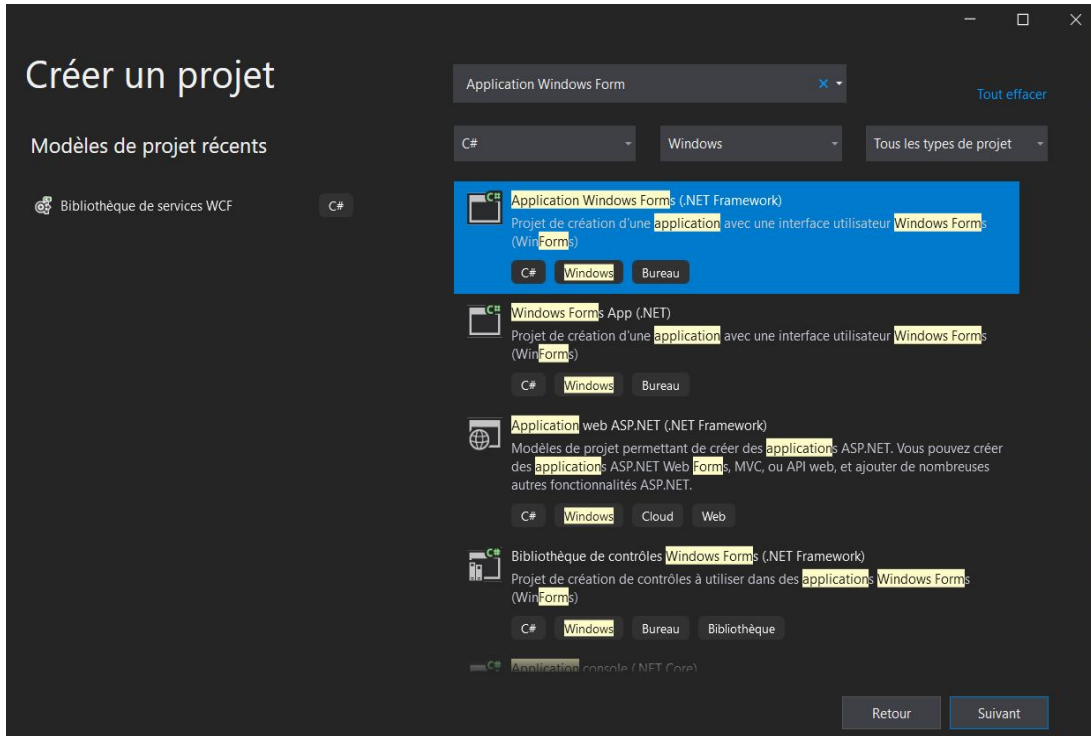 Créer un projet
Application Windows Form
Tout effacer
Modèles de projet récents
C#
Windows
Tous les types de projet
Bibliothèque de services WCF
C#
Application Windows Forms (.NET Framework)
Projet de création d'une application avec une interface utilisateur Windows Forms
(WinForms)
C# Windows Bureau
Windows Forms App (.NET)
Projet de création d'une application avec une interface utilisateur Windows Forms
(WinForms)
C# Windows Bureau
Application web ASP.NET (.NET Framework)
Modèles de projet permettant de créer des applications ASP.NET. Vous pouvez créer
des applications ASP.NET Web Forms, MVC, ou API web, et ajouter de nombreuses
autres fonctionnalités ASP.NET.
C# Windows Cloud Web
Bibliothèque de contrôles Windows Forms (.NET Framework)
Projet de création de contrôles à utiliser dans des applications Windows Forms
(WinForms)
C# Windows Bureau Bibliothèque
Application console (.NET Core)
Retour
Suivant